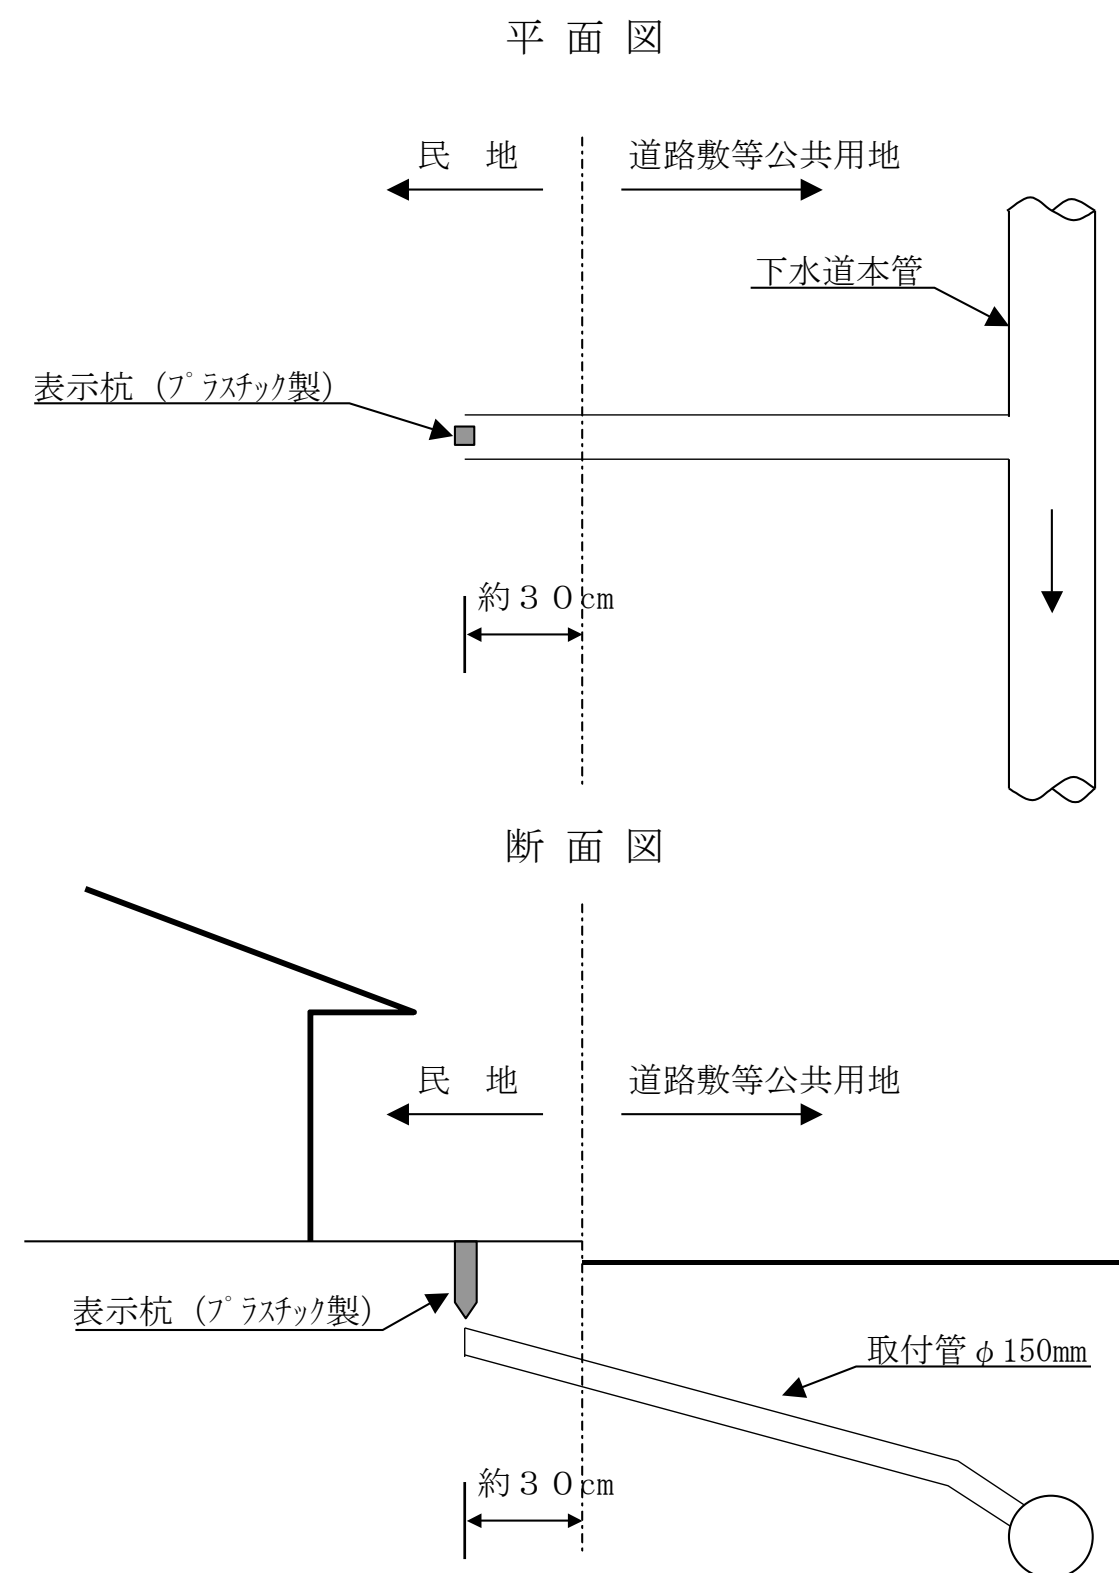 平 面 図
民　地　道路敷等公共用地
下水道本管
表示杭（ﾌﾟﾗｽﾁｯｸ製）
約３０cm
断 面 図
民　地　道路敷等公共用地
表示杭（ﾌﾟﾗｽﾁｯｸ製）
取付管φ150mm
約３０cm